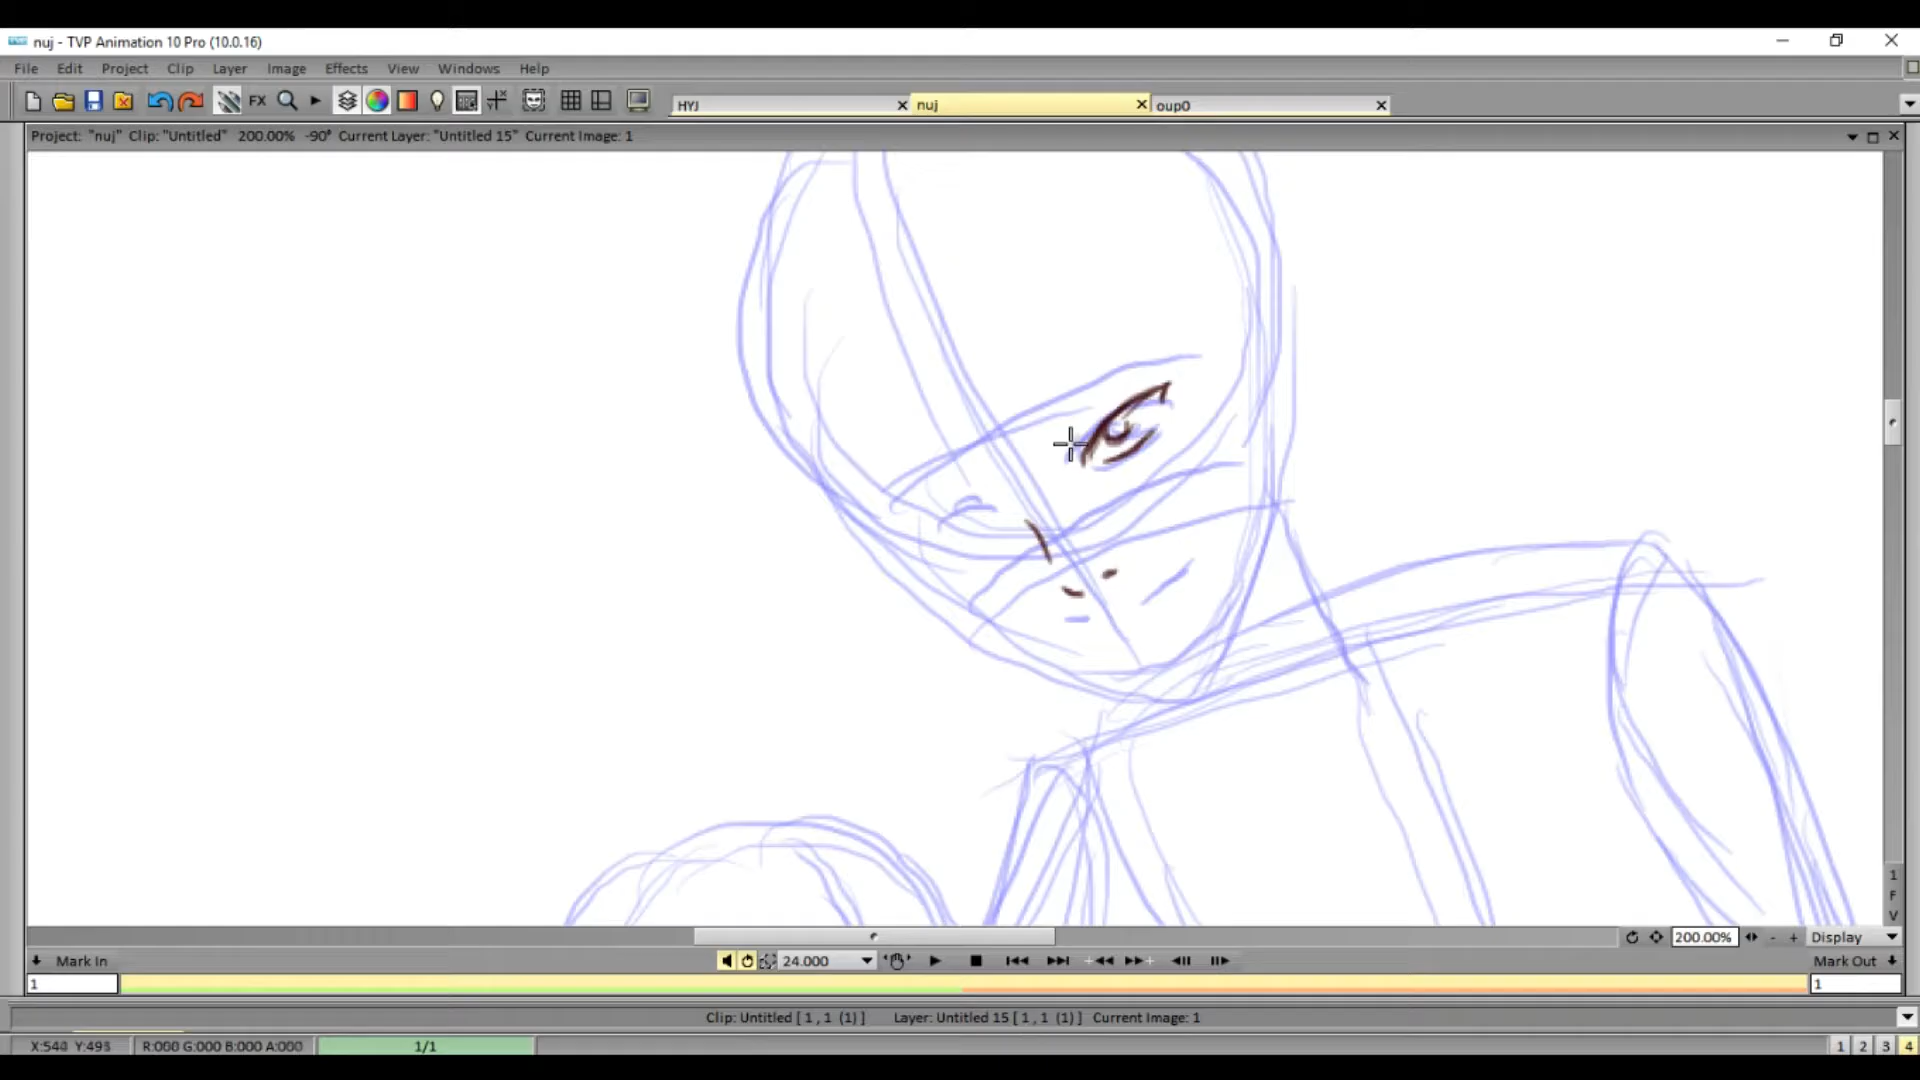 nuj - TVP Animation 10 Pro (10.0.16)
File Edit Project Clip Layer Image Effects View Windows Help
FX HYJ nuj oup0
Project: "nuj" Clip: "Untitled" 200.00% -90° Current Layer: "Untitled 15" Current Image: 1
1
F
V
200.00% - + Display
Mark In 24.000 Mark Out
1 1
Clip: Untitled [ 1 , 1 (1) ] Layer: Untitled 15 [ 1 , 1 (1) ] Current Image: 1
X:540 Y:493 R:000 G:000 B:000 A:000 1/1 1 2 3 4